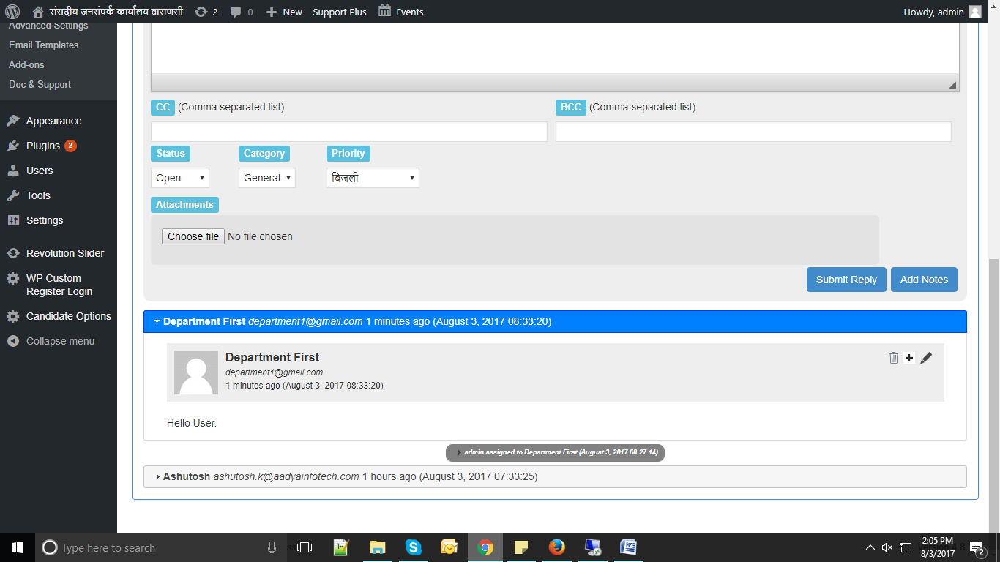 संसदीय जनसंपर्क कार्यालय वाराणसी 2 0 New Support Plus Events Howdy, admin
Advanced Settings
Email Templates
Add-ons
Doc & Support
Appearance
Plugins 2
Users
Tools
Settings
Revolution Slider
WP Custom
Register Login
Candidate Options
Collapse menu
CC (Comma separated list) BCC (Comma separated list)
Status Category Priority
Open General बिजली
Attachments
Choose file No file chosen
Submit Reply Add Notes
Department First department1@gmail.com 1 minutes ago (August 3, 2017 08:33:20)
Department First
department1@gmail.com
1 minutes ago (August 3, 2017 08:33:20)
Hello User.
admin assigned to Department First (August 3, 2017 08:27:14)
Ashutosh ashutosh.k@aadyainfotech.com 1 hours ago (August 3, 2017 07:33:25)
Type here to search
2:05 PM
8/3/2017
2